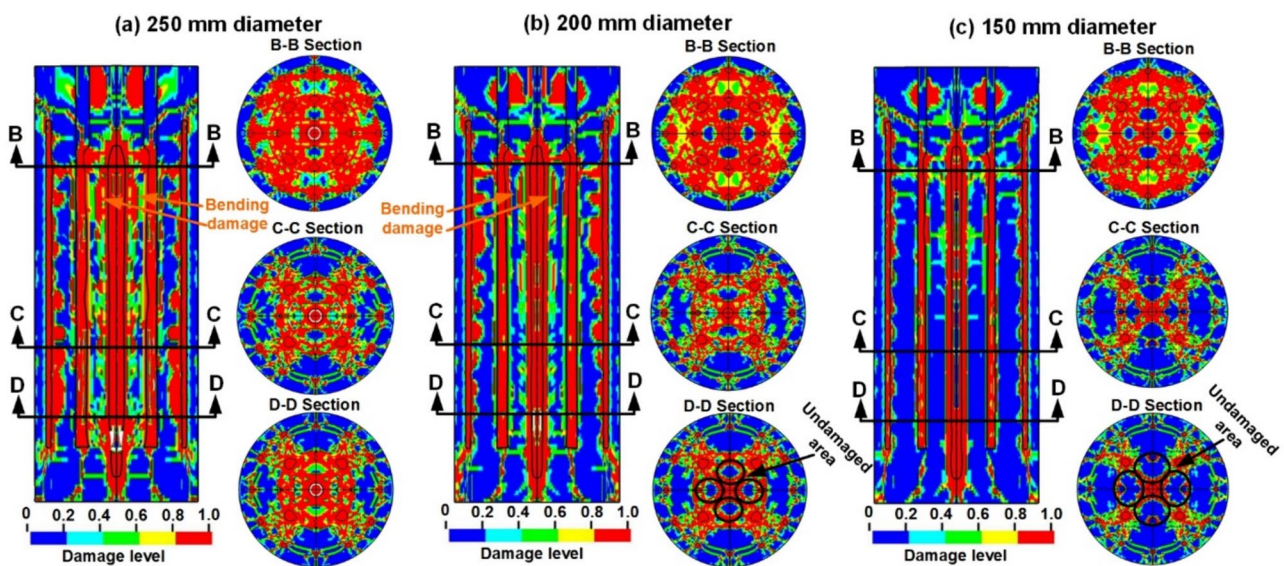 (a) 250 mm diameter
B-B Section
B
B
Bending
damage
C-C Section
C
C
D
D
D-D Section
0 0.2 0.4 0.6 0.8 1.0
Damage level
(b) 200 mm diameter
B-B Section
B
B
Bending
damage
C-C Section
C
C
D
D
D-D Section
Undamaged
area
0 0.2 0.4 0.6 0.8 1.0
Damage level
(c) 150 mm diameter
B-B Section
B
B
C-C Section
C
C
D
D
D-D Section
Undamaged
area
0 0.2 0.4 0.6 0.8 1.0
Damage level